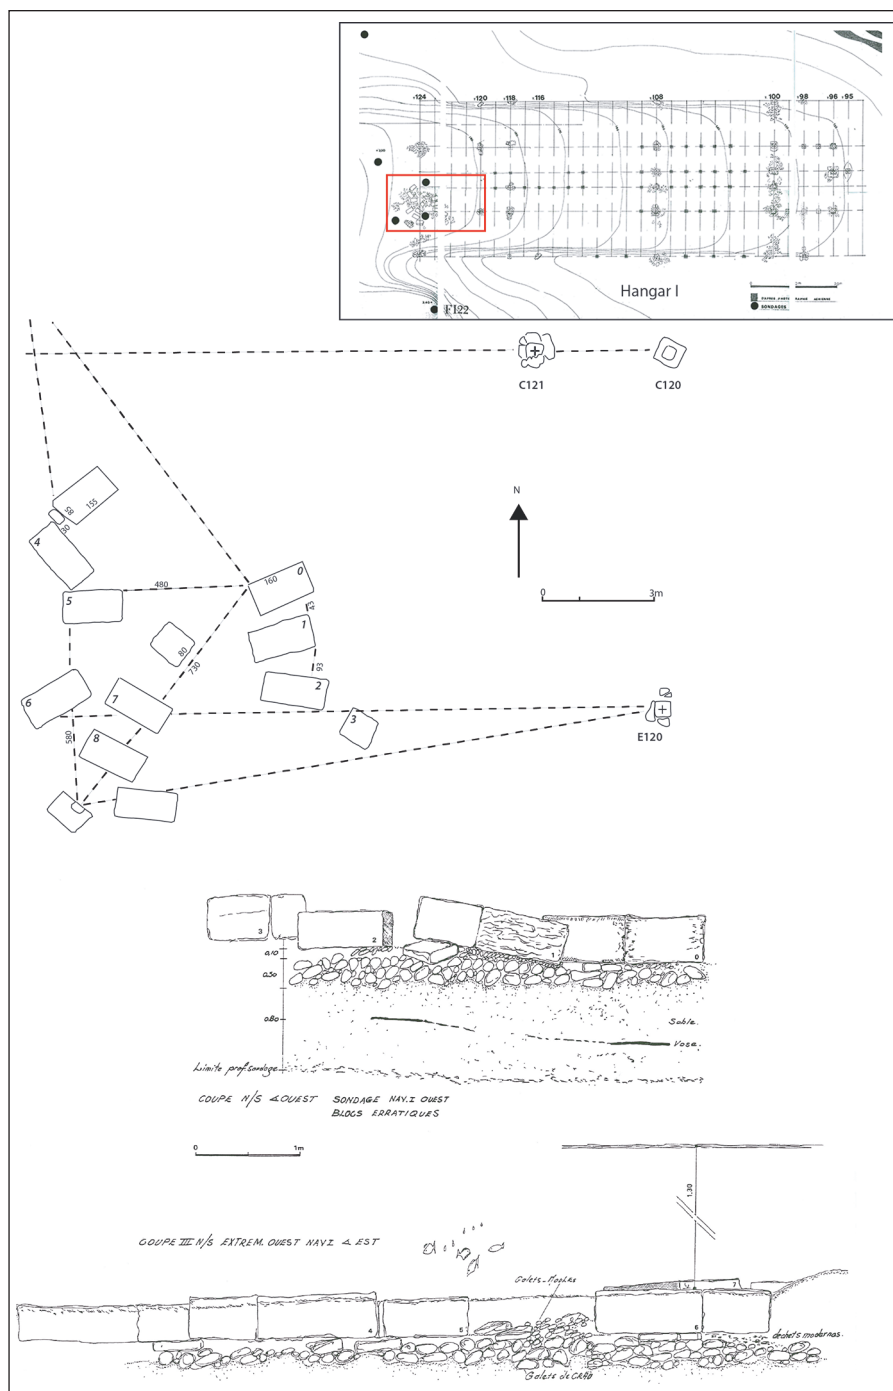 +124 +120 +118 +116 +108 +100 +98 +96 +95
Hangar I
SONDAGES
F122
C121
C120
N
0 3m
155
85
30
4
5
480
160
0
43
1
93
2
80
730
3
6
7
580
8
E120
3
2
1
0
0,10
0,50
0,80
Sable.
Vase.
Limite prof. sondage
COUPE N/S ⊿ OUEST SONDAGE NAV.I OUEST
BLOCS ERRATIQUES
0 1m
1,30
COUPE III N/S EXTREM. OUEST NAV I ⊿ EST
7
4
5
6
déchets modernes.
Galets de CRAU